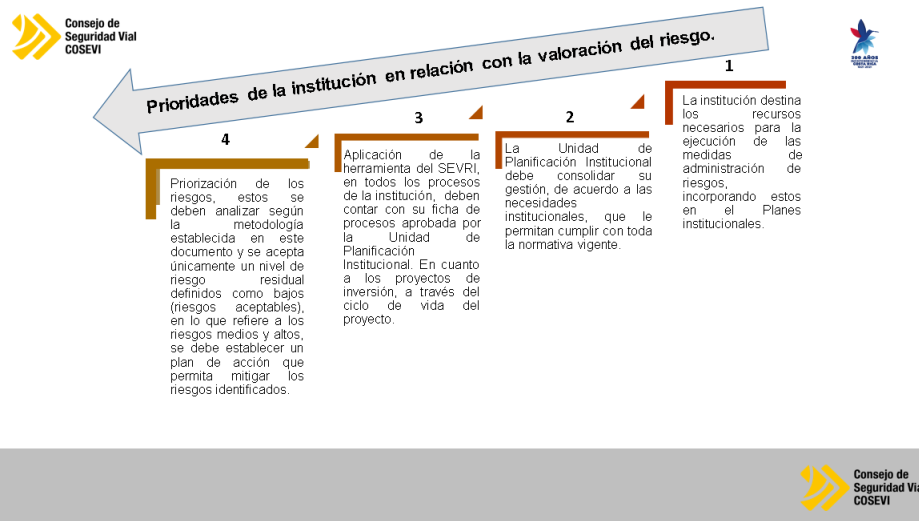 Consejo de
Seguridad Vial
COSEVI
Prioridades de la institución en relación con la valoración del riesgo.
1
La institución destina
los recursos
necesarios para la
ejecución de las
medidas de
administración de
riesgos,
incorporando estos
en el Planes
institucionales.
2
La Unidad de
Planificación Institucional
debe consolidar su
gestión, de acuerdo a las
necesidades
institucionales, que le
permitan cumplir con toda
la normativa vigente.
3
Aplicación de la
herramienta del SEVRI,
en todos los procesos
de la institución, deben
contar con su ficha de
procesos aprobada por
la Unidad de
Planificación
Institucional. En cuanto
a los proyectos de
inversión, a través del
ciclo de vida del
proyecto.
4
Priorización de los
riesgos, estos se
deben analizar según
la metodología
establecida en este
documento y se acepta
únicamente un nivel de
riesgo residual
definidos como bajos
(riesgos aceptables),
en lo que refiere a los
riesgos medios y altos,
se debe establecer un
plan de acción que
permita mitigar los
riesgos identificados.
Consejo de
Seguridad Via
COSEVI